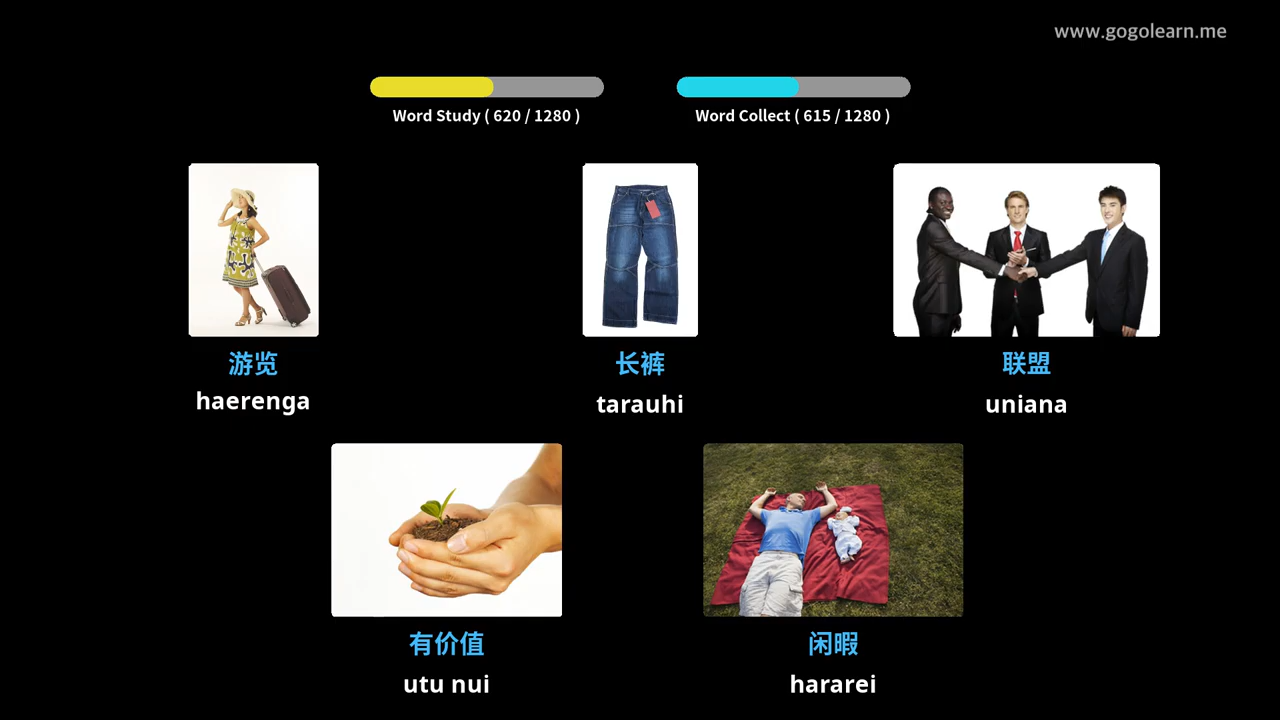 www.gogolearn.me
Word Study ( 620 / 1280 )
Word Collect ( 615 / 1280 )
游览
haerenga
长裤
tarauhi
联盟
uniana
有价值
utu nui
闲暇
hararei